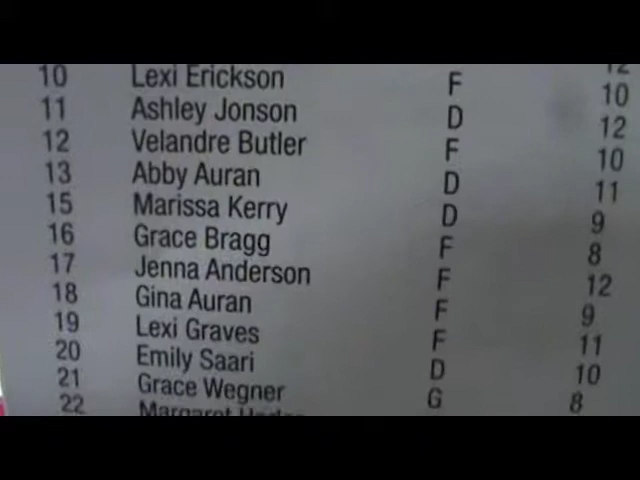 12
10 Lexi Erickson F 10
11 Ashley Jonson D 12
12 Velandre Butler F 10
13 Abby Auran D 11
15 Marissa Kerry D 9
16 Grace Bragg F 8
17 Jenna Anderson F 12
18 Gina Auran F 9
19 Lexi Graves F 11
20 Emily Saari D 10
21 Grace Wegner G 8
22 Margaret